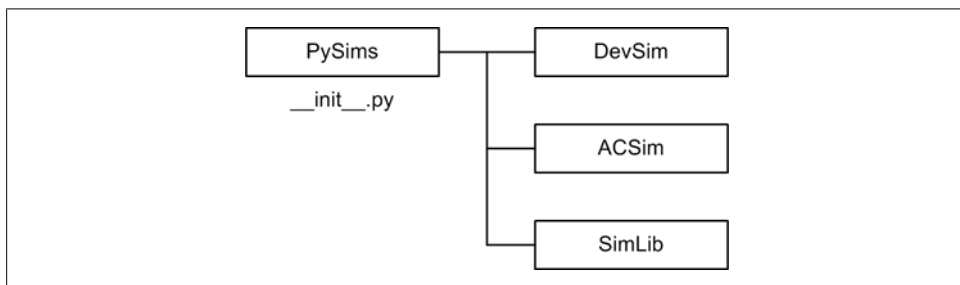 PySims
DevSim
__init__.py
ACSim
SimLib